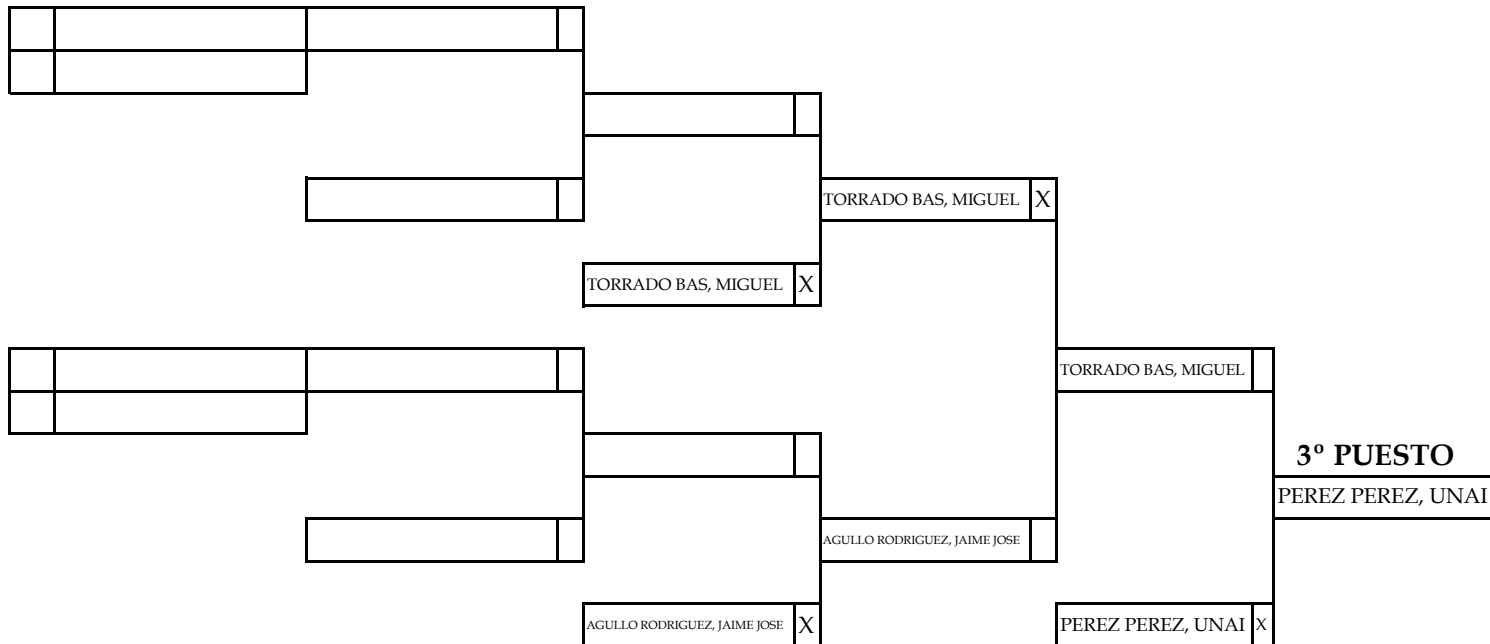 TORRADO BAS, MIGUEL X
TORRADO BAS, MIGUEL X
TORRADO BAS, MIGUEL
3º PUESTO
PEREZ PEREZ, UNAI
AGULLO RODRIGUEZ, JAIME JOSE
AGULLO RODRIGUEZ, JAIME JOSE X
PEREZ PEREZ, UNAI X